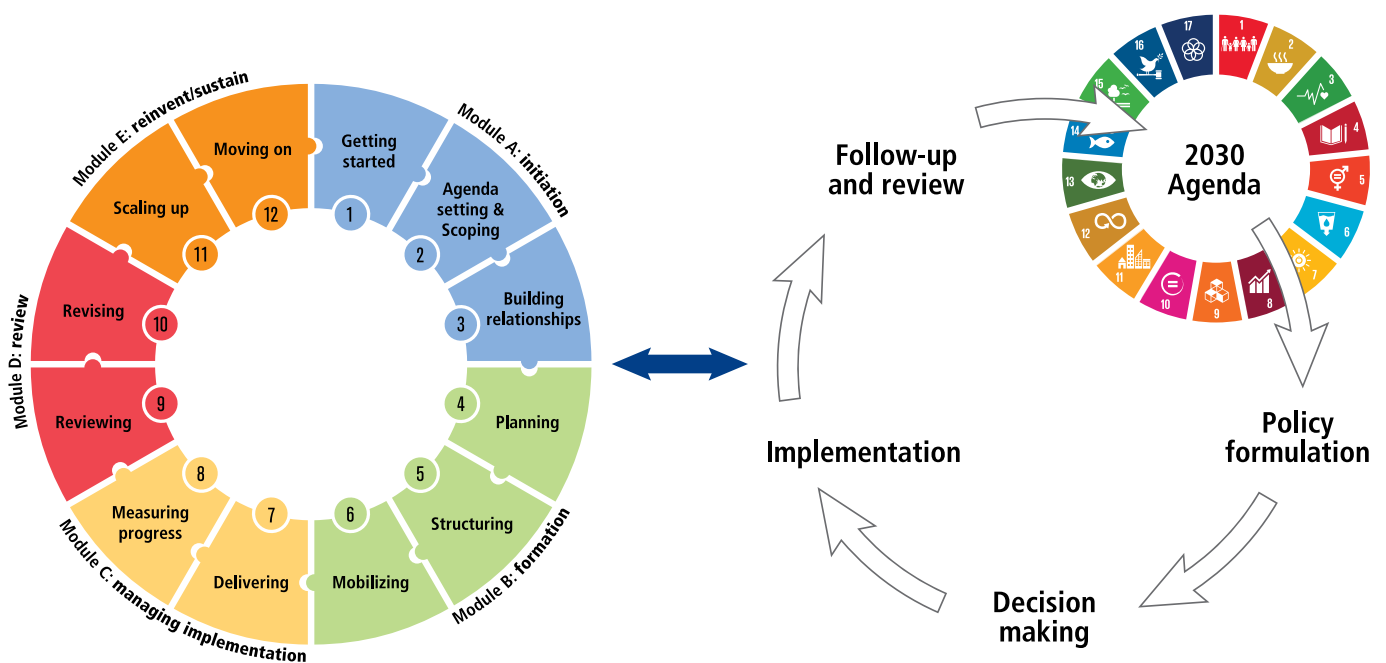 Module A: initiation
Getting
started
1
Agenda
setting &
Scoping
2
Building
relationships
3
Module B: formation
Planning
4
Structuring
5
Mobilizing
6
Module C: managing implementation
Delivering
7
Measuring
progress
8
Module D: review
Reviewing
9
Revising
10
Module E: reinvent/sustain
Scaling up
11
Moving on
12
2030
Agenda
1
2
3
4
5
6
7
8
9
10
11
12
13
14
15
16
17
Policy
formulation
Decision
making
Implementation
Follow-up
and review